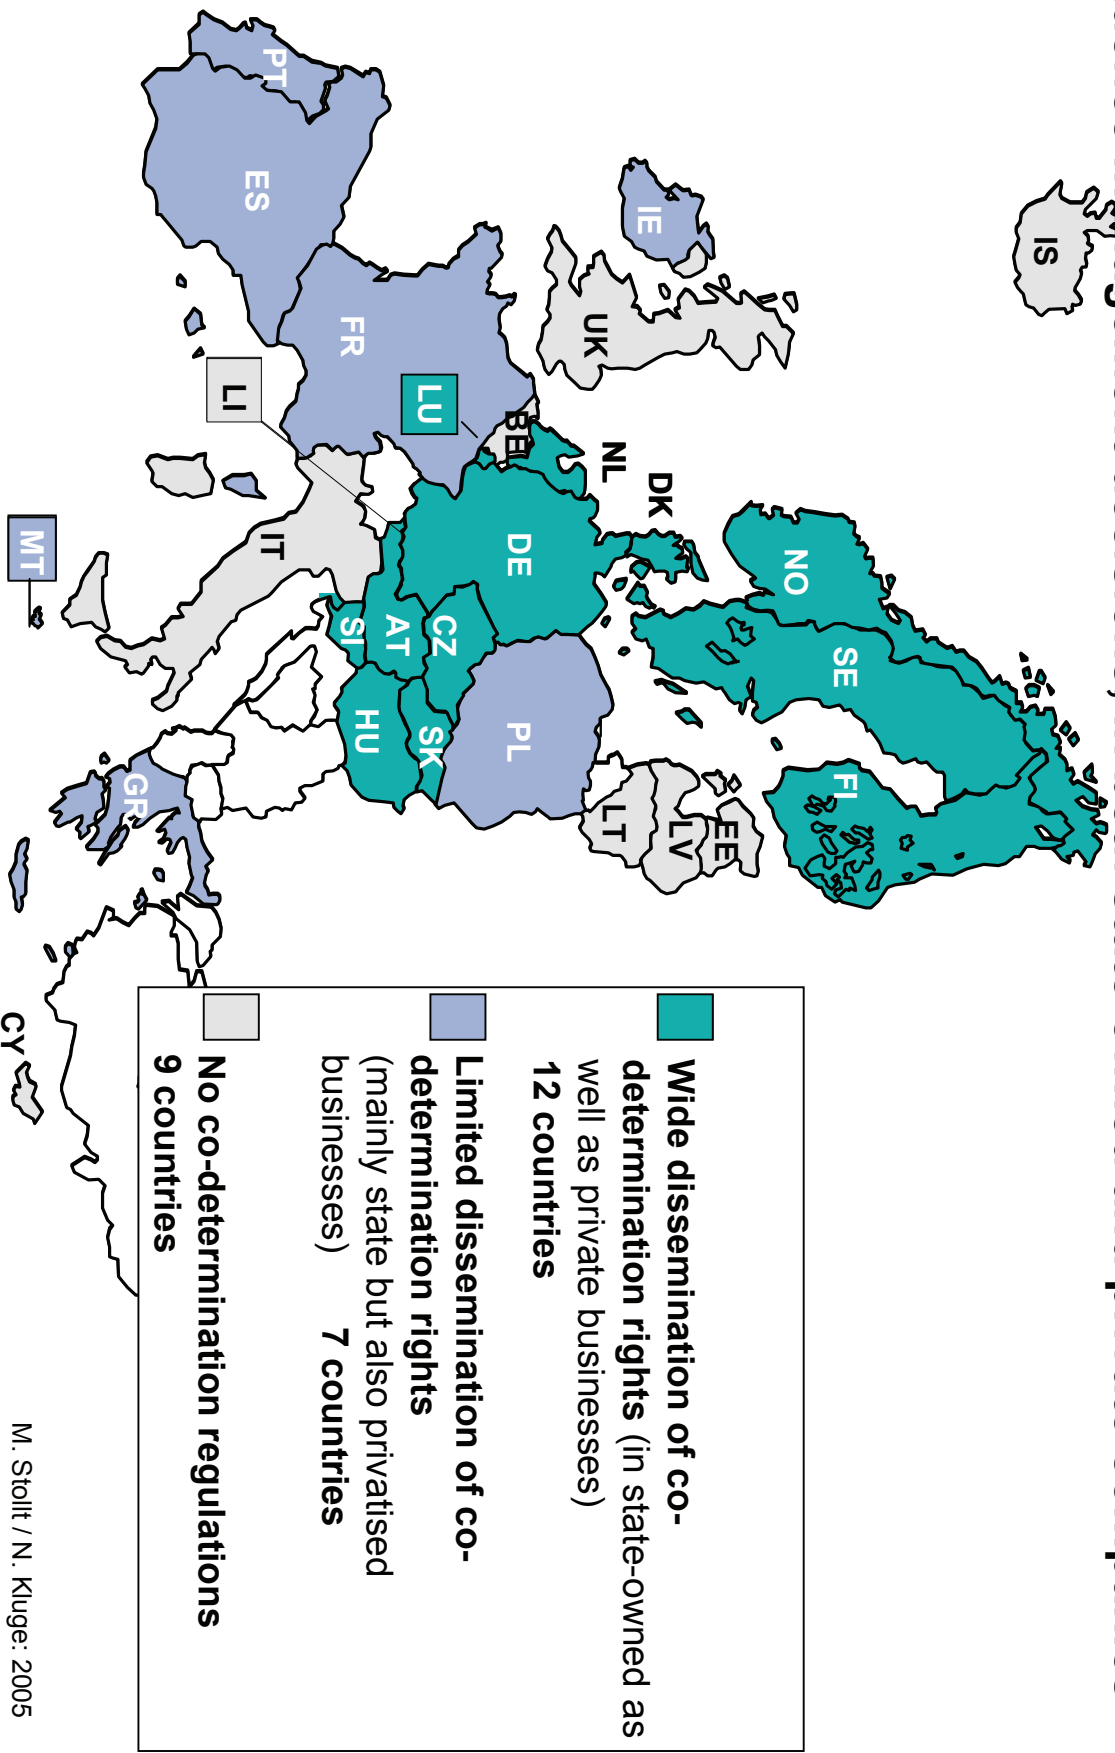 IS
NO
SE
FI
DK
NL
IE
UK
EE
LV
LT
BE
LU
DE
PL
CZ
SK
FR
AT
HU
SI
LI
IT
PT
ES
GR
MT
CY
Wide dissemination of co-
determination rights (in state-owned as
well as private businesses)
12 countries
Limited dissemination of co-
determination rights
(mainly state but also privatised
businesses) 7 countries
No co-determination regulations
9 countries
M. Stollt / N. Kluge: 2005